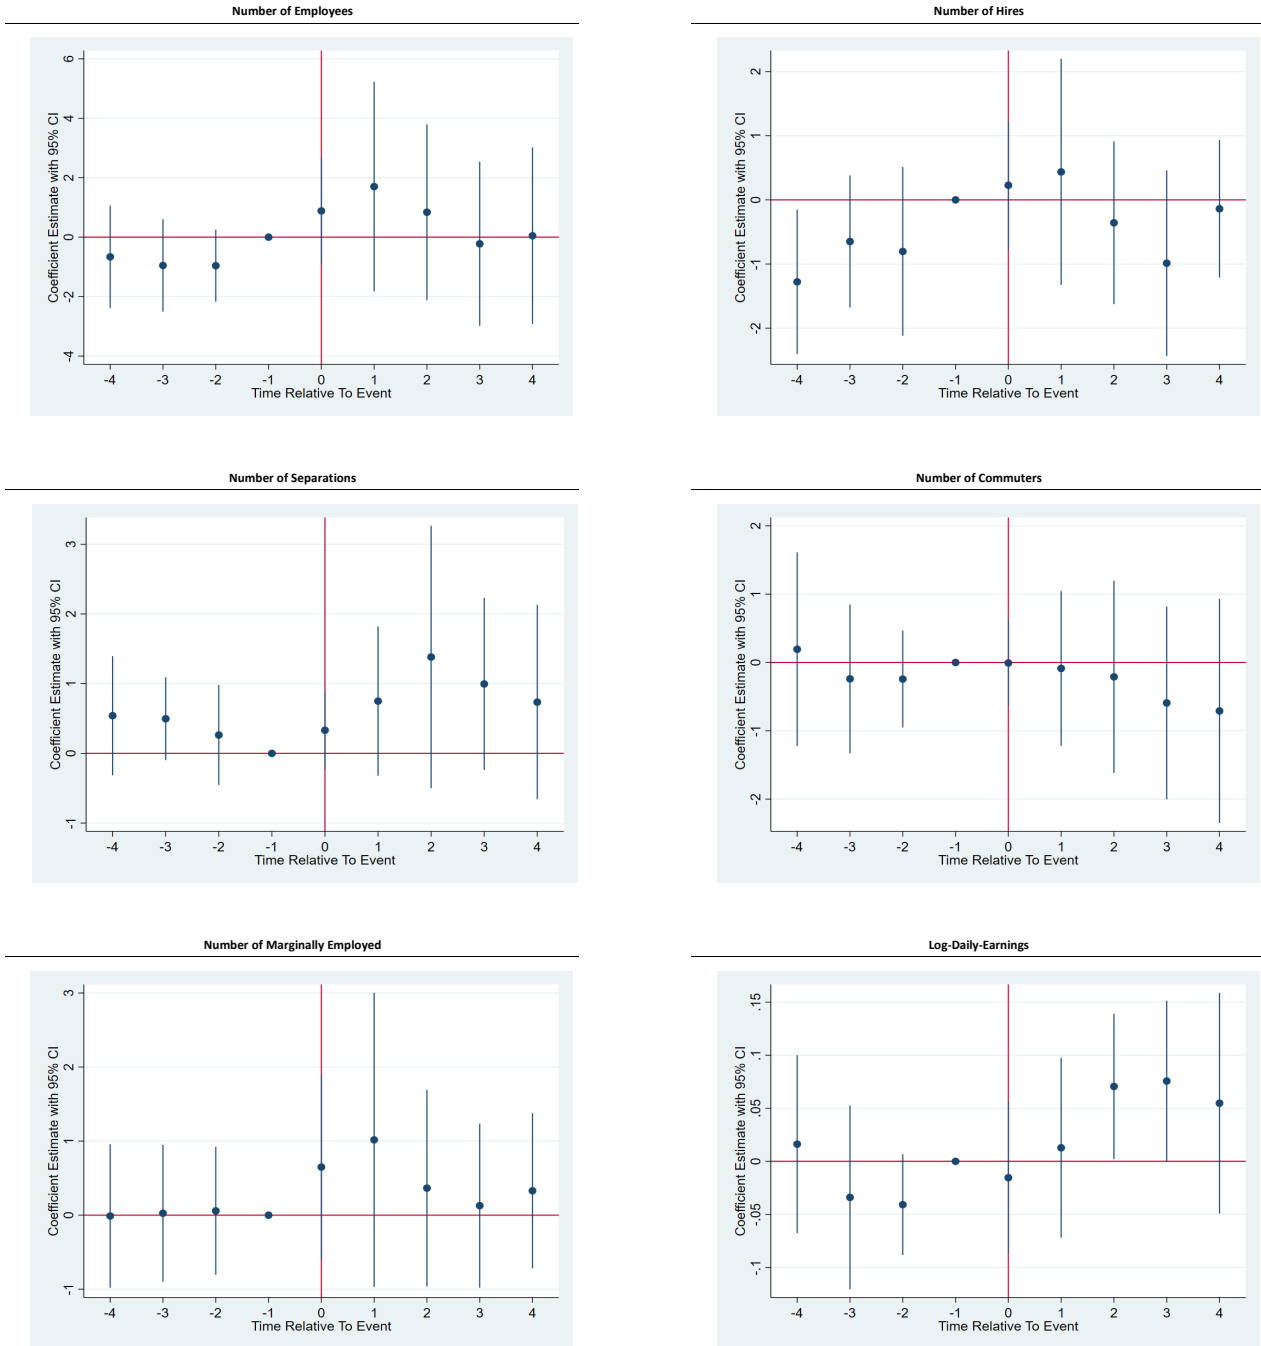 Number of Employees
Coefficient Estimate with 95% CI
6
4
2
0
-2
-4
-4 -3 -2 -1 0 1 2 3 4
Time Relative To Event
Number of Hires
Coefficient Estimate with 95% CI
2
1
0
-1
-2
-4 -3 -2 -1 0 1 2 3 4
Time Relative To Event
Number of Separations
Coefficient Estimate with 95% CI
3
2
1
0
-1
-4 -3 -2 -1 0 1 2 3 4
Time Relative To Event
Number of Commuters
Coefficient Estimate with 95% CI
2
1
0
-1
-2
-4 -3 -2 -1 0 1 2 3 4
Time Relative To Event
Number of Marginally Employed
Coefficient Estimate with 95% CI
3
2
1
0
-1
-4 -3 -2 -1 0 1 2 3 4
Time Relative To Event
Log-Daily-Earnings
Coefficient Estimate with 95% CI
.15
.1
.05
0
-.05
-.1
-4 -3 -2 -1 0 1 2 3 4
Time Relative To Event